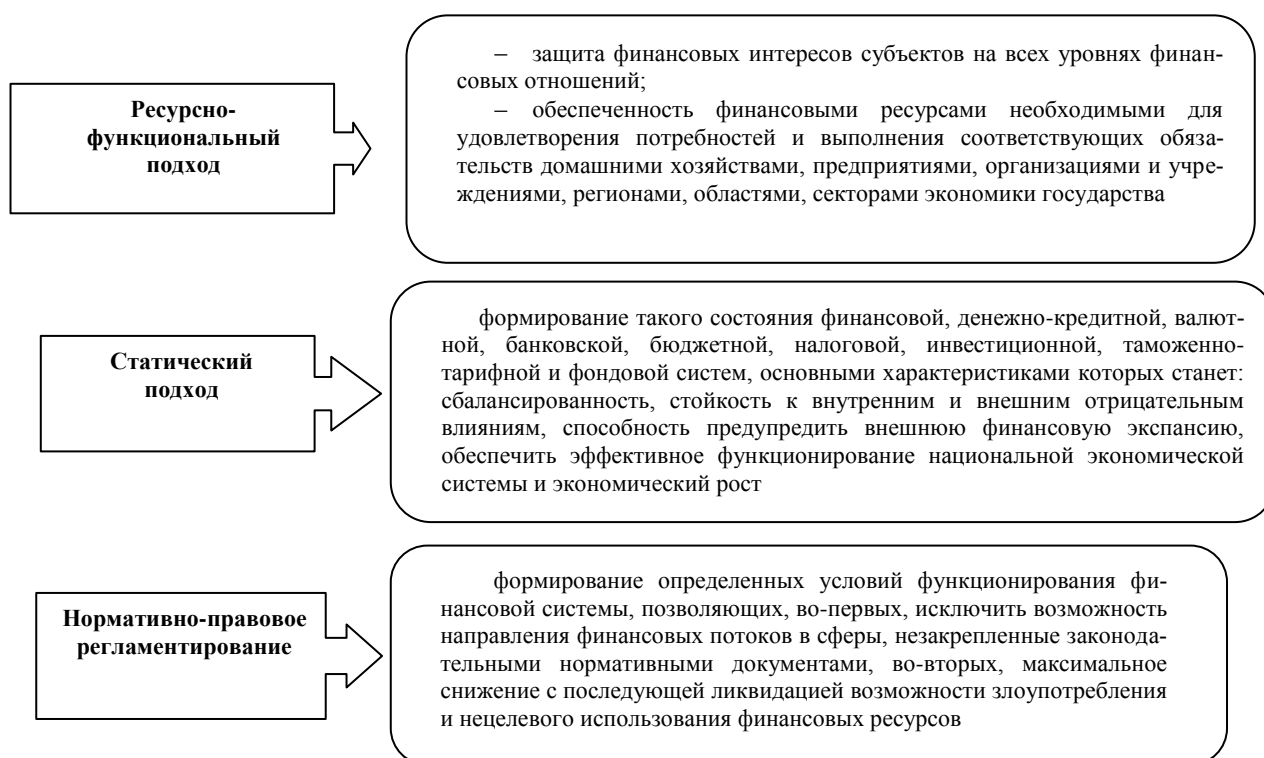 Ресурсно-
функциональный
подход
– защита финансовых интересов субъектов на всех уровнях финан-
совых отношений;
– обеспеченность финансовыми ресурсами необходимыми для
удовлетворения потребностей и выполнения соответствующих обяза-
тельств домашними хозяйствами, предприятиями, организациями и учре-
ждениями, регионами, областями, секторами экономики государства
Статический
подход
формирование такого состояния финансовой, денежно-кредитной, валют-
ной, банковской, бюджетной, налоговой, инвестиционной, таможенно-
тарифной и фондовой систем, основными характеристиками которых станет:
сбалансированность, стойкость к внутренним и внешним отрицательным
влияниям, способность предупредить внешнюю финансовую экспансию,
обеспечить эффективное функционирование национальной экономической
системы и экономический рост
Нормативно-правовое
регламентирование
формирование определенных условий функционирования фи-
нансовой системы, позволяющих, во-первых, исключить возможность
направления финансовых потоков в сферы, незакрепленные законода-
тельными нормативными документами, во-вторых, максимальное
снижение с последующей ликвидацией возможности злоупотребления
и нецелевого использования финансовых ресурсов